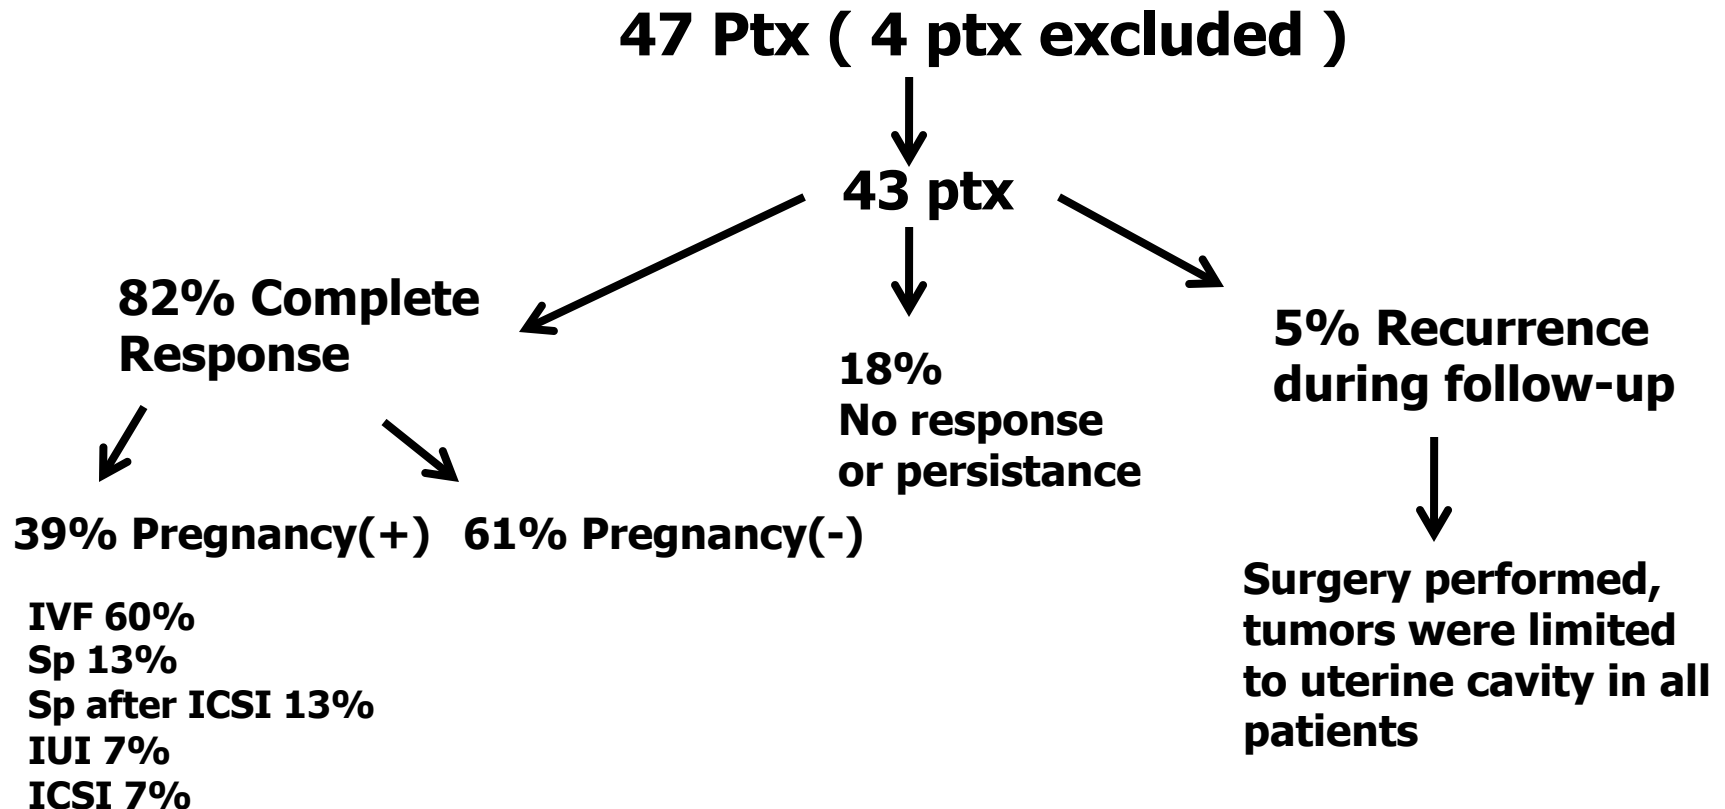 47 Ptx ( 4 ptx excluded )
43 ptx
82% Complete
Response
18%
No response
or persistance
5% Recurrence
during follow-up
39% Pregnancy(+)
61% Pregnancy(-)
IVF 60%
Sp 13%
Sp after ICSI 13%
IUI 7%
ICSI 7%
Surgery performed,
tumors were limited
to uterine cavity in all
patients